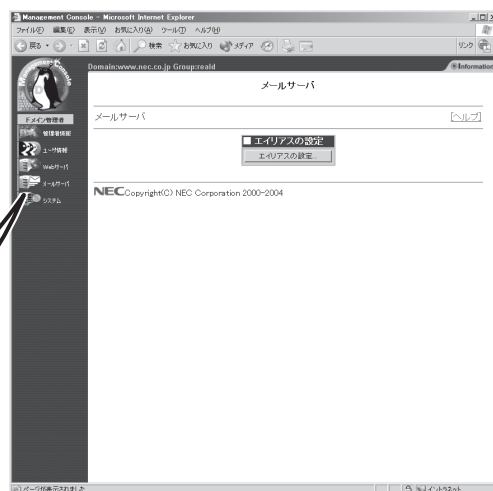 Management Console - Microsoft Internet Explorer
ファイル(F) 編集(E) 表示(V) お気に入り(A) ツール(T) ヘルプ(H)
戻る 検索 お気に入り メディア リンク
Management Console
Domain:www.nec.co.jp Group:reald
Information
メールサーバ
ドメイン管理者
管理者情報
ユーザ情報
Webサーバ
メールサーバ
システム
メールサーバ [ヘルプ]
■ エイリアスの設定
エイリアスの設定...
NEC Copyright(C) NEC Corporation 2000-2004
ページが表示されました イントラネット